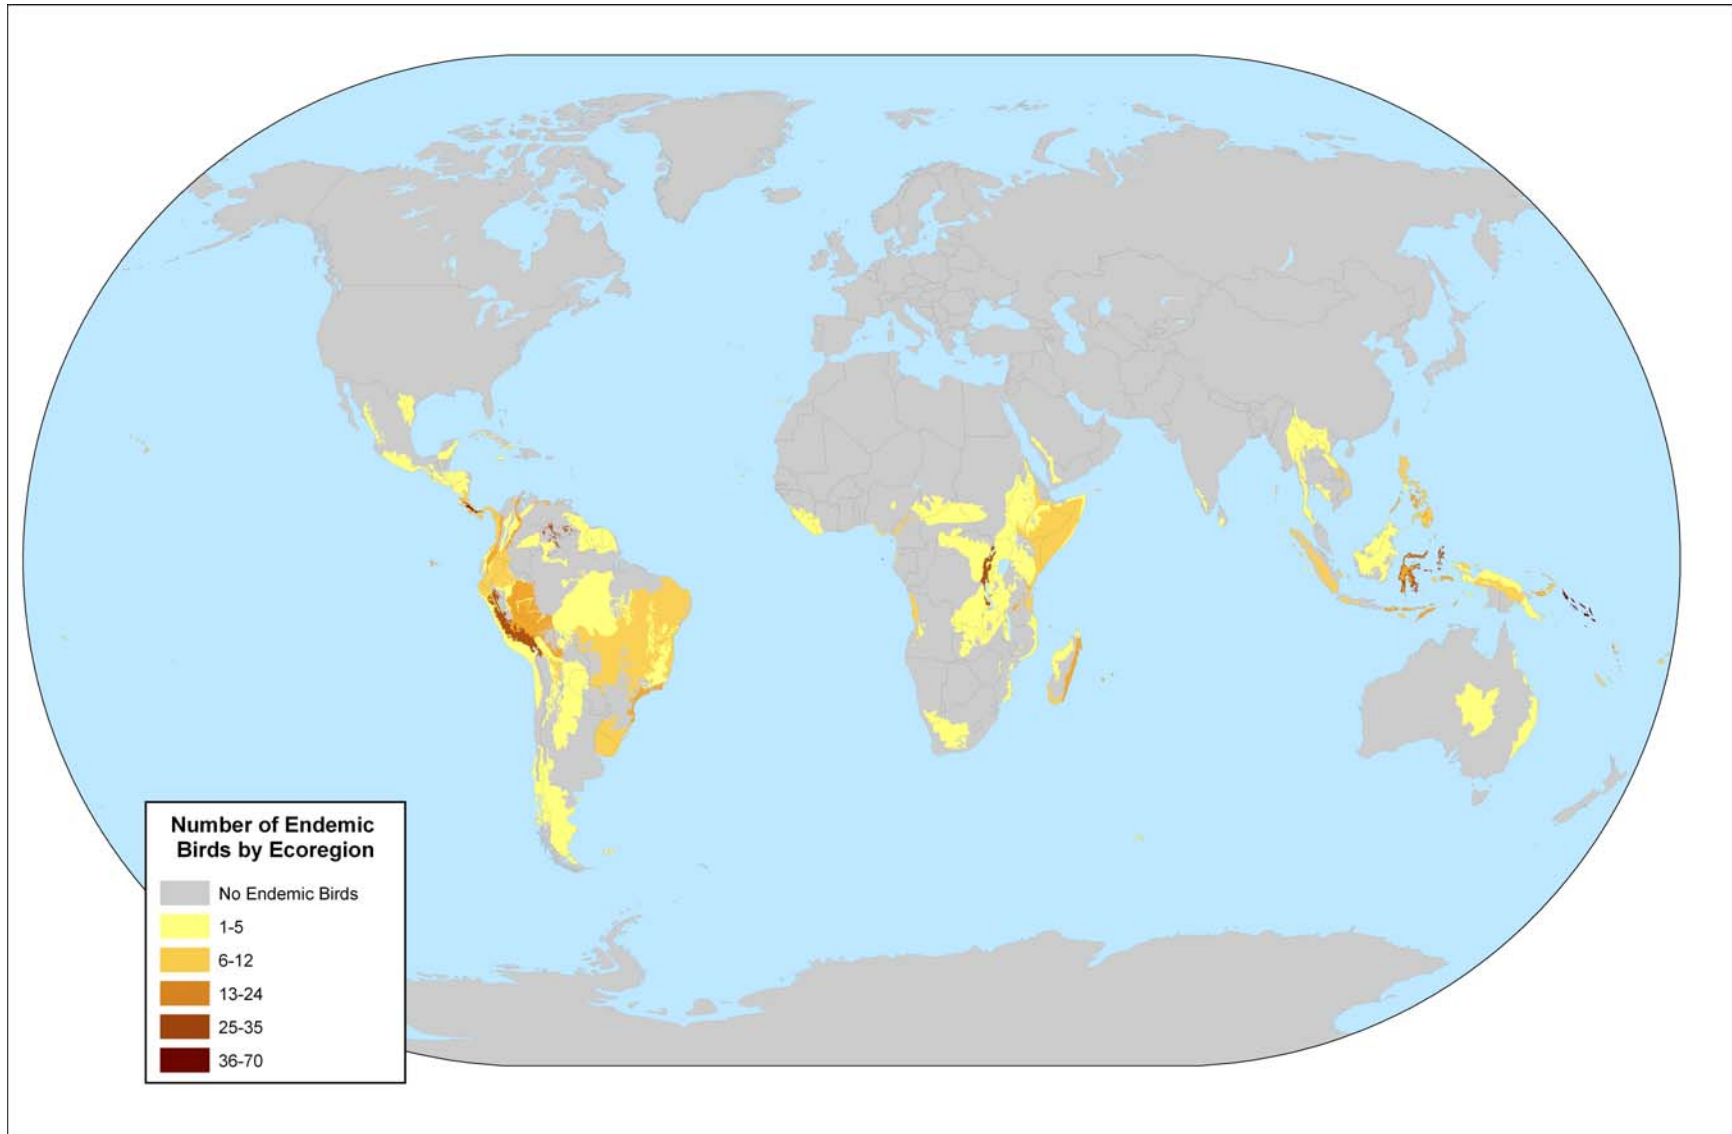 Number of Endemic
Birds by Ecoregion
No Endemic Birds
1-5
6-12
13-24
25-35
36-70